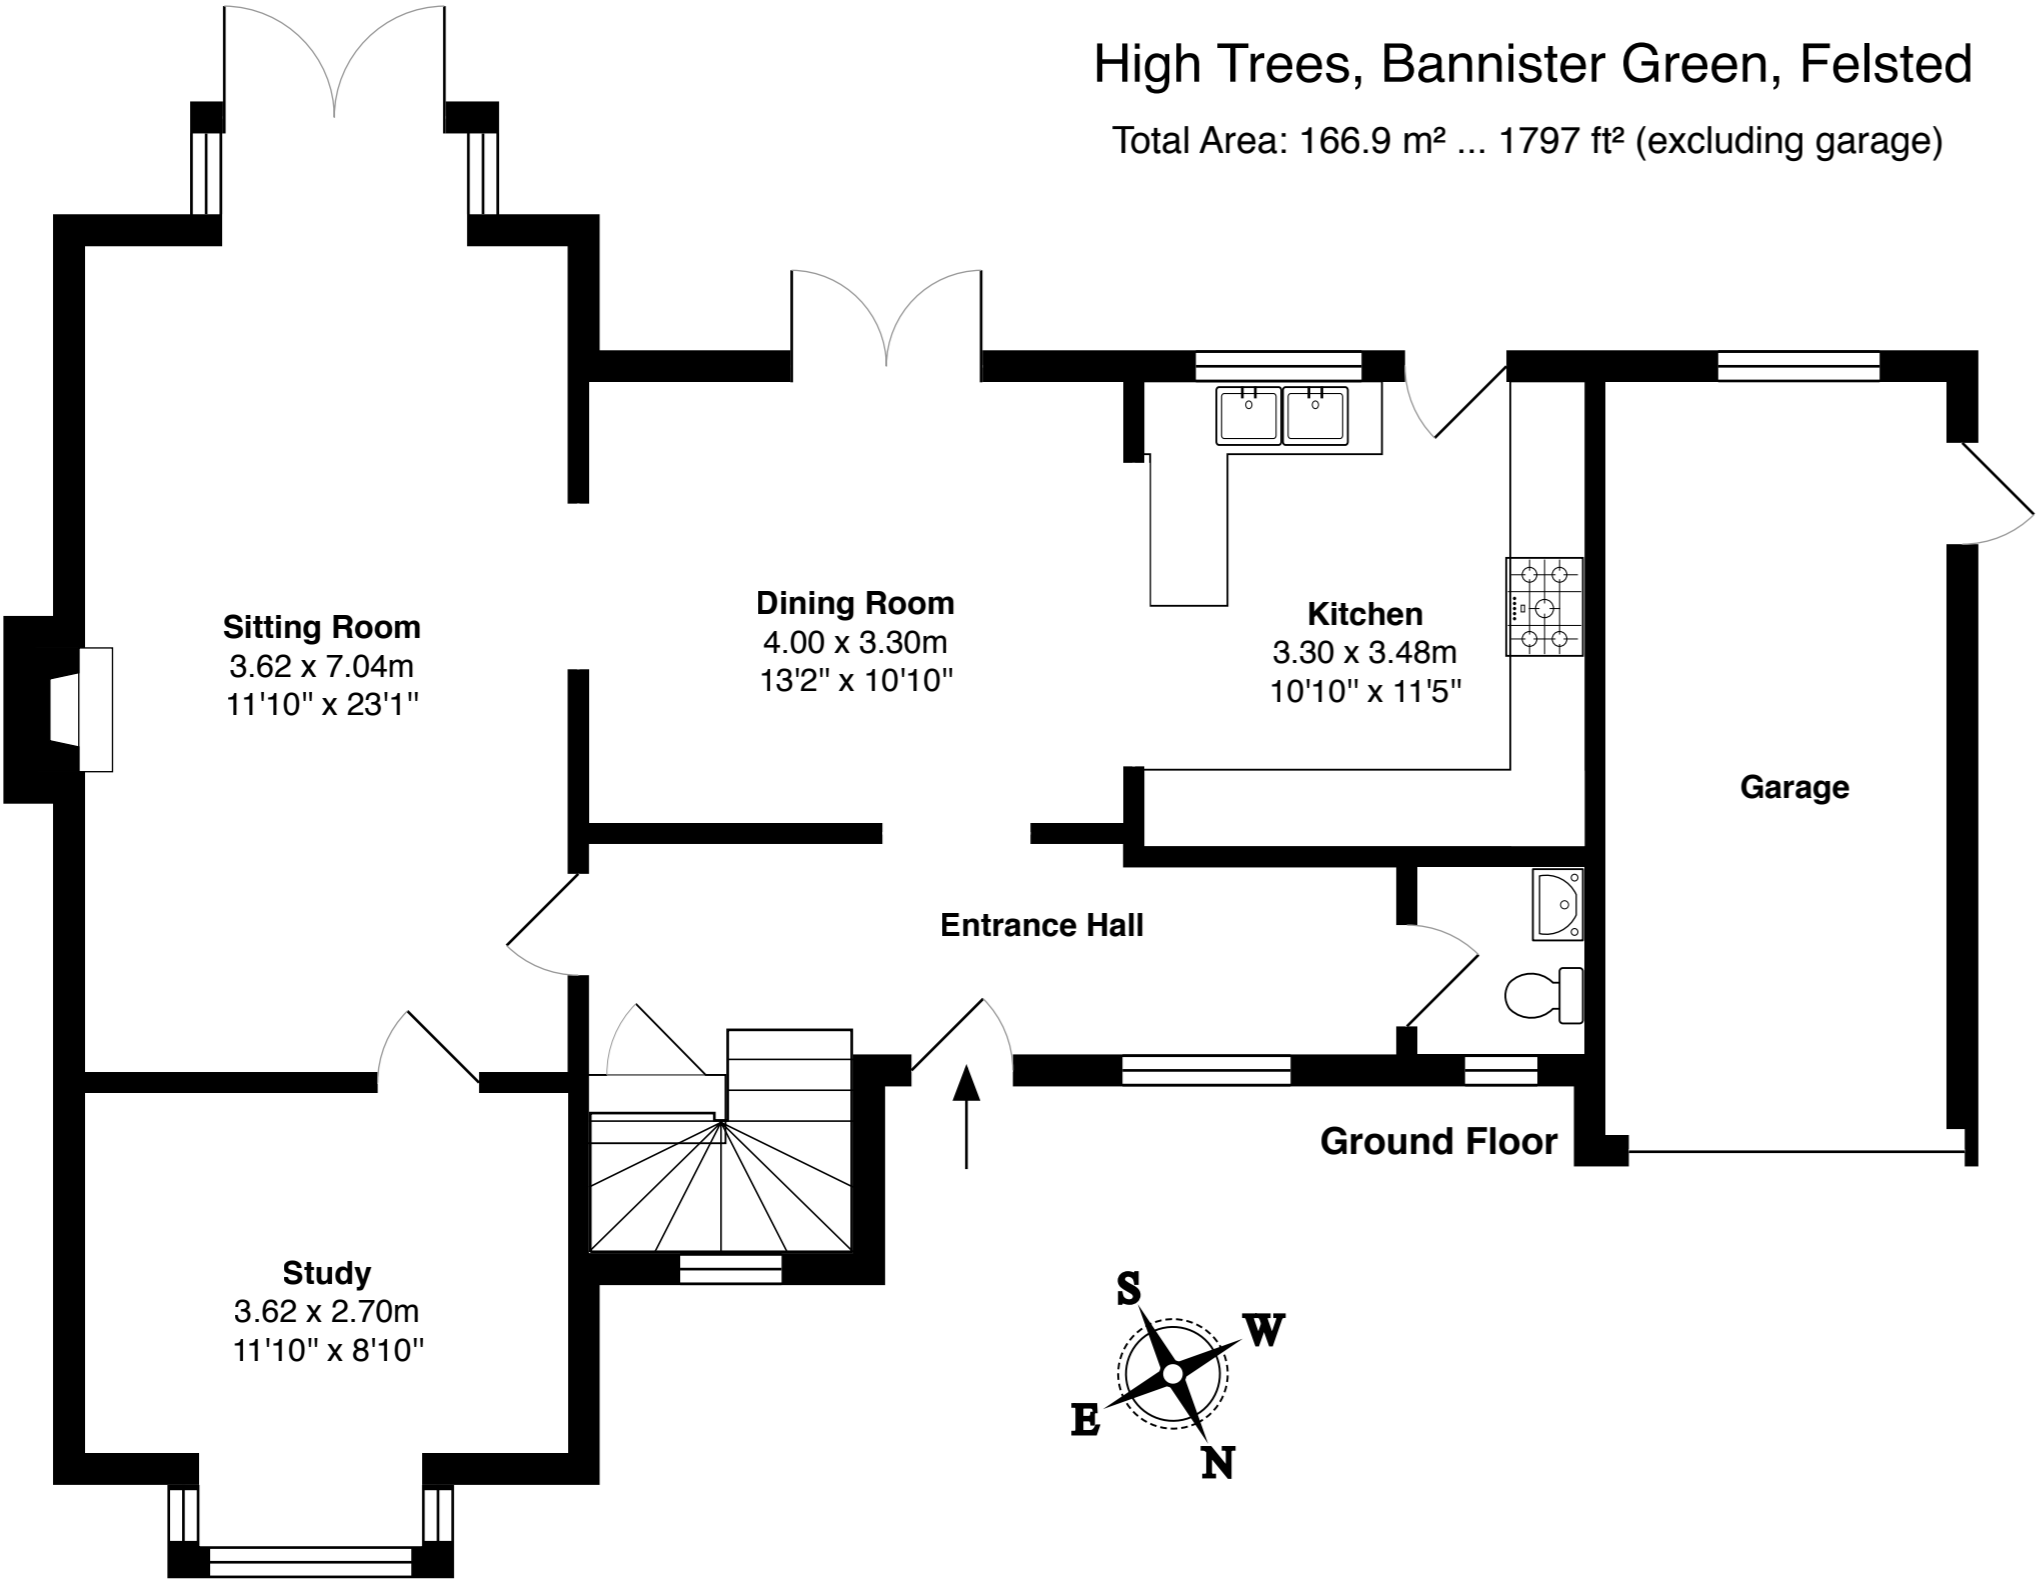 High Trees, Bannister Green, Felsted
Total Area: 166.9 m² ... 1797 ft² (excluding garage)
Sitting Room
3.62 x 7.04m
11'10" x 23'1"
Dining Room
4.00 x 3.30m
13'2" x 10'10"
Kitchen
3.30 x 3.48m
10'10" x 11'5"
Garage
Entrance Hall
Ground Floor
Study
3.62 x 2.70m
11'10" x 8'10"
S
W
E
N